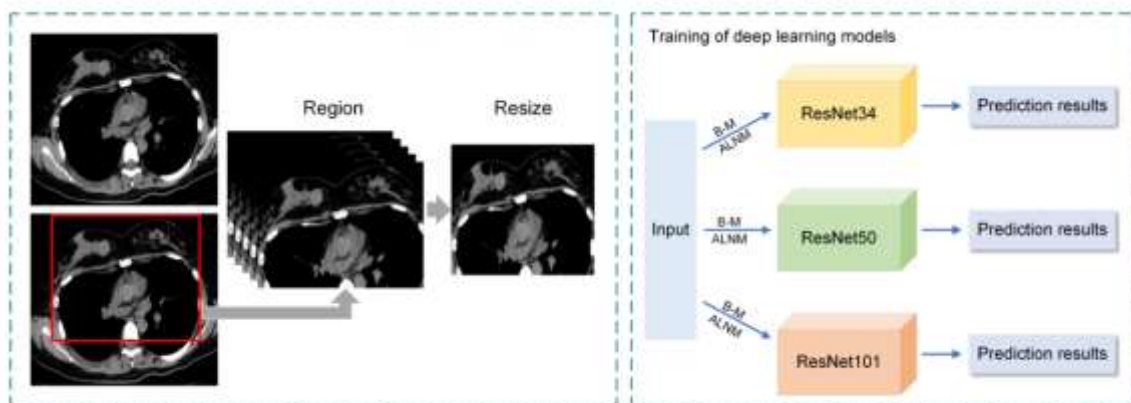 Region
Resize
Training of deep learning models
Input
B-M
ALNM
ResNet34
Prediction results
B-M
ALNM
ResNet50
Prediction results
B-M
ALNM
ResNet101
Prediction results